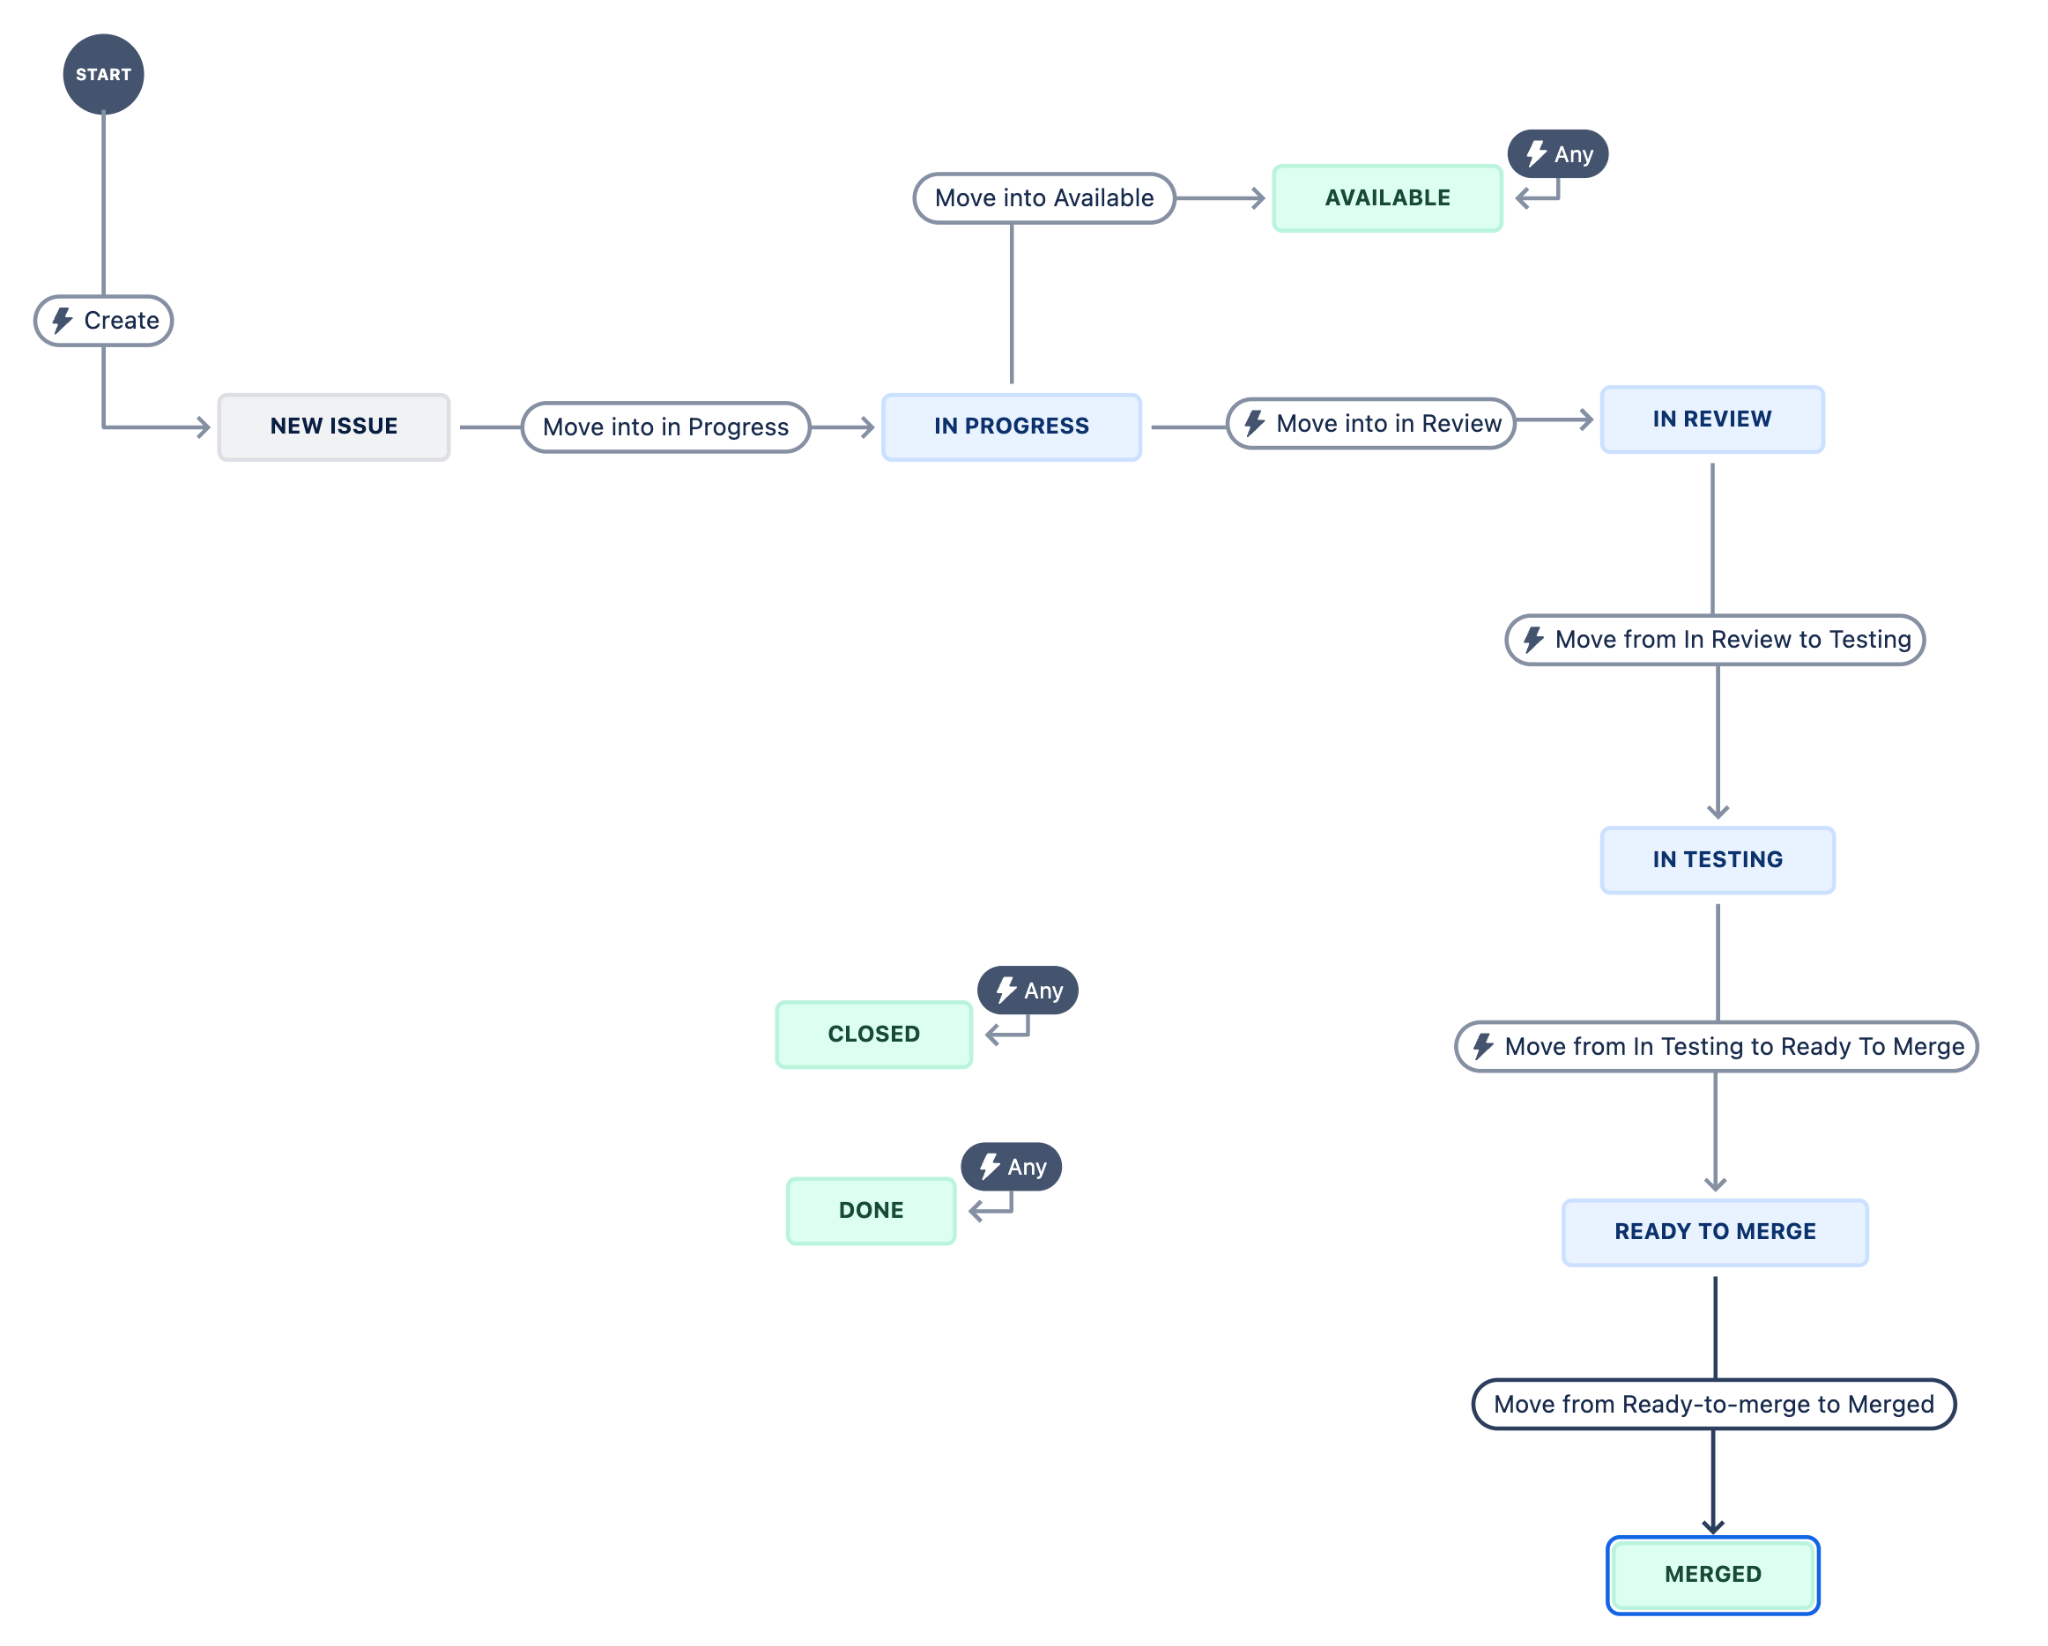 START
Any
Move into Available
AVAILABLE
Create
NEW ISSUE
Move into in Progress
IN PROGRESS
Move into in Review
IN REVIEW
Move from In Review to Testing
IN TESTING
Any
CLOSED
Move from In Testing to Ready To Merge
Any
DONE
READY TO MERGE
Move from Ready-to-merge to Merged
MERGED